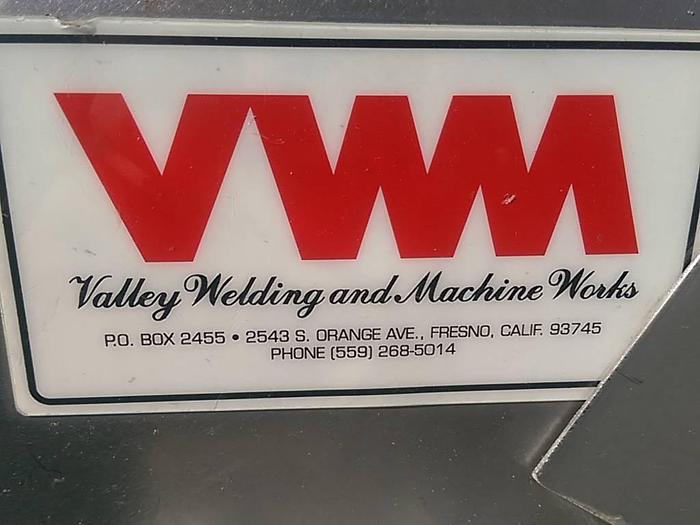 VWM
Valley Welding and Machine Works
P.O. BOX 2455 • 2543 S. ORANGE AVE., FRESNO, CALIF. 93745
PHONE (559) 268-5014